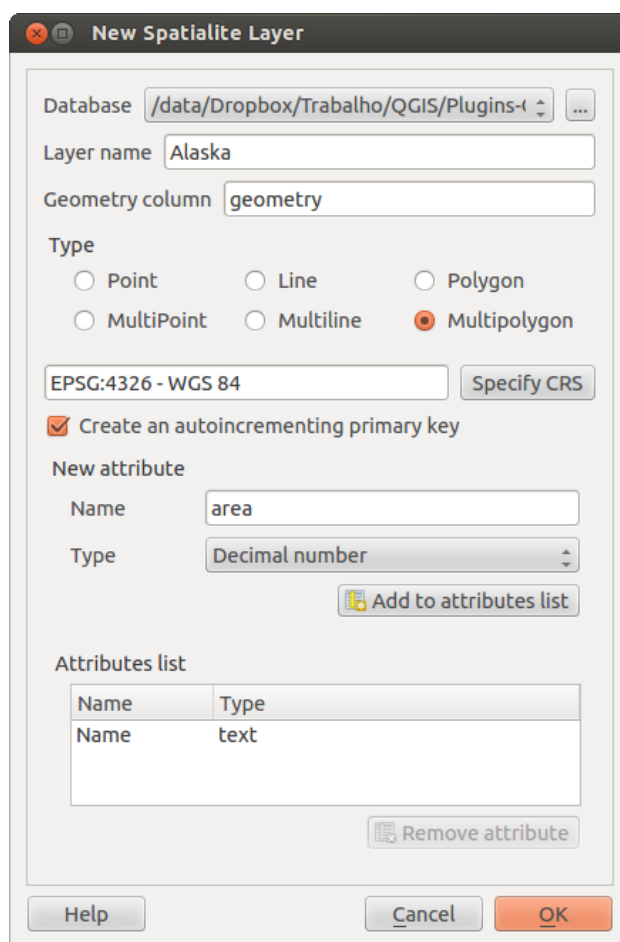 New Spatialite Layer
Database /data/Dropbox/Trabalho/QGIS/Plugins- ...
Layer name Alaska
Geometry column geometry
Type
Point Line Polygon
MultiPoint Multiline Multipolygon
EPSG:4326 - WGS 84 Specify CRS
Create an autoincrementing primary key
New attribute
Name area
Type Decimal number
Add to attributes list
Attributes list
Name Type
Name text
Remove attribute
Help Cancel OK